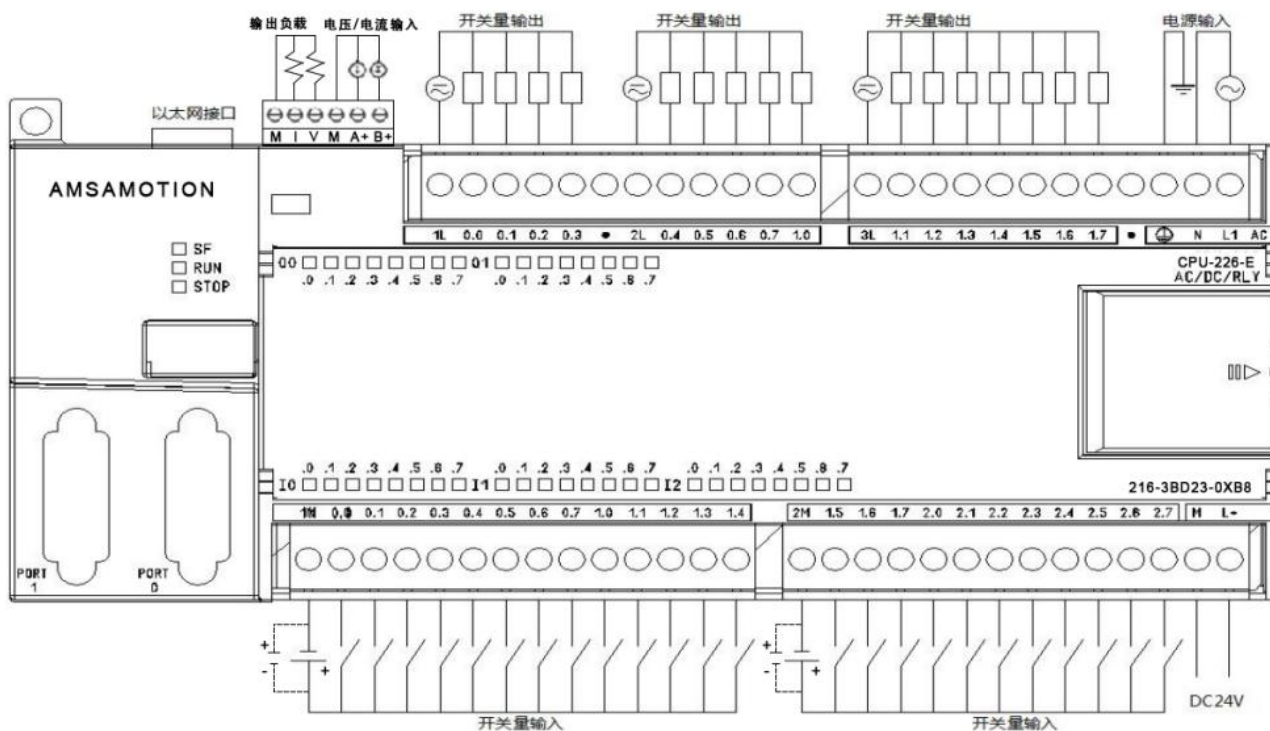 输出负载 电压/电流输入 开关量输出 开关量输出 开关量输出 电源输入
以太网接口
M I V M A+ B+
AMSAMOTION
1L 0.0 0.1 0.2 0.3 • 2L 0.4 0.5 0.6 0.7 1.0 3L 1.1 1.2 1.3 1.4 1.5 1.6 1.7 • N L1 AC
SF
RUN
STOP
Q0 Q1
.0 .1 .2 .3 .4 .5 .6 .7 .0 .1 .2 .3 .4 .5 .6 .7
CPU-226-E
AC/DC/RLY
.0 .1 .2 .3 .4 .5 .6 .7 .0 .1 .2 .3 .4 .5 .6 .7 .0 .1 .2 .3 .4 .5 .6 .7
I0 I1 I2
216-3BD23-0XB8
1M 0.0 0.1 0.2 0.3 0.4 0.5 0.6 0.7 1.0 1.1 1.2 1.3 1.4 2M 1.5 1.6 1.7 2.0 2.1 2.2 2.3 2.4 2.5 2.6 2.7 M L+
PORT 1
PORT 0
+ - + + - +
DC24V
开关量输入 开关量输入